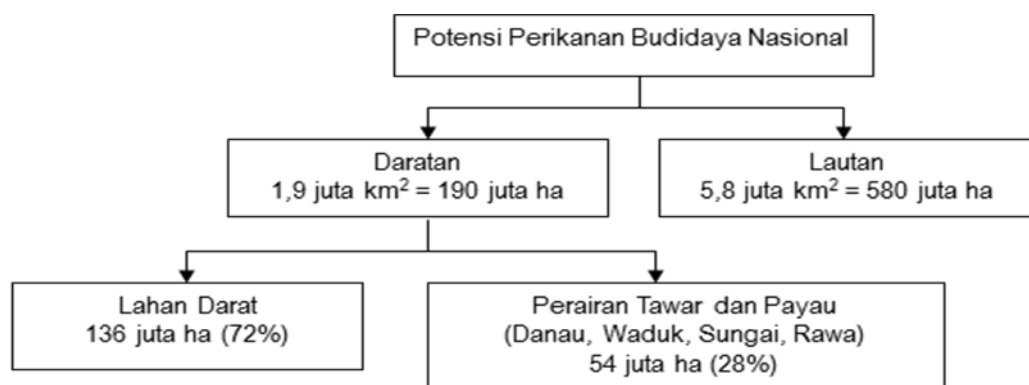 Potensi Perikanan Budidaya Nasional
Daratan
1,9 juta km² = 190 juta ha
Lautan
5,8 juta km² = 580 juta ha
Lahan Darat
136 juta ha (72%)
Perairan Tawar dan Payau
(Danau, Waduk, Sungai, Rawa)
54 juta ha (28%)